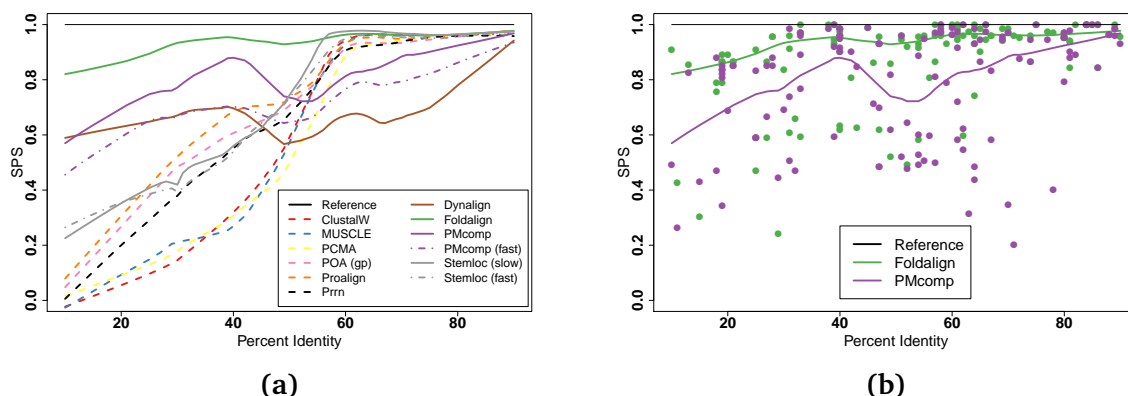 1.0
0.8
0.6
0.4
0.2
0.0
SPS
20 40 60 80
Percent Identity
Reference
ClustalW
MUSCLE
PCMA
POA (gp)
Proalign
Prrn
Dynalign
Foldalign
PMcomp
PMcomp (fast)
Stemloc (slow)
Stemloc (fast)
(a)
1.0
0.8
0.6
0.4
0.2
0.0
SPS
20 40 60 80
Percent Identity
Reference
Foldalign
PMcomp
(b)